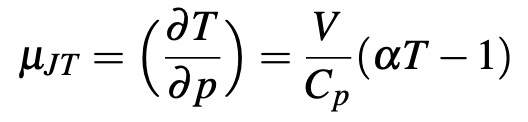 μ_JT = (∂T/∂p) = V/C_p (αT − 1)